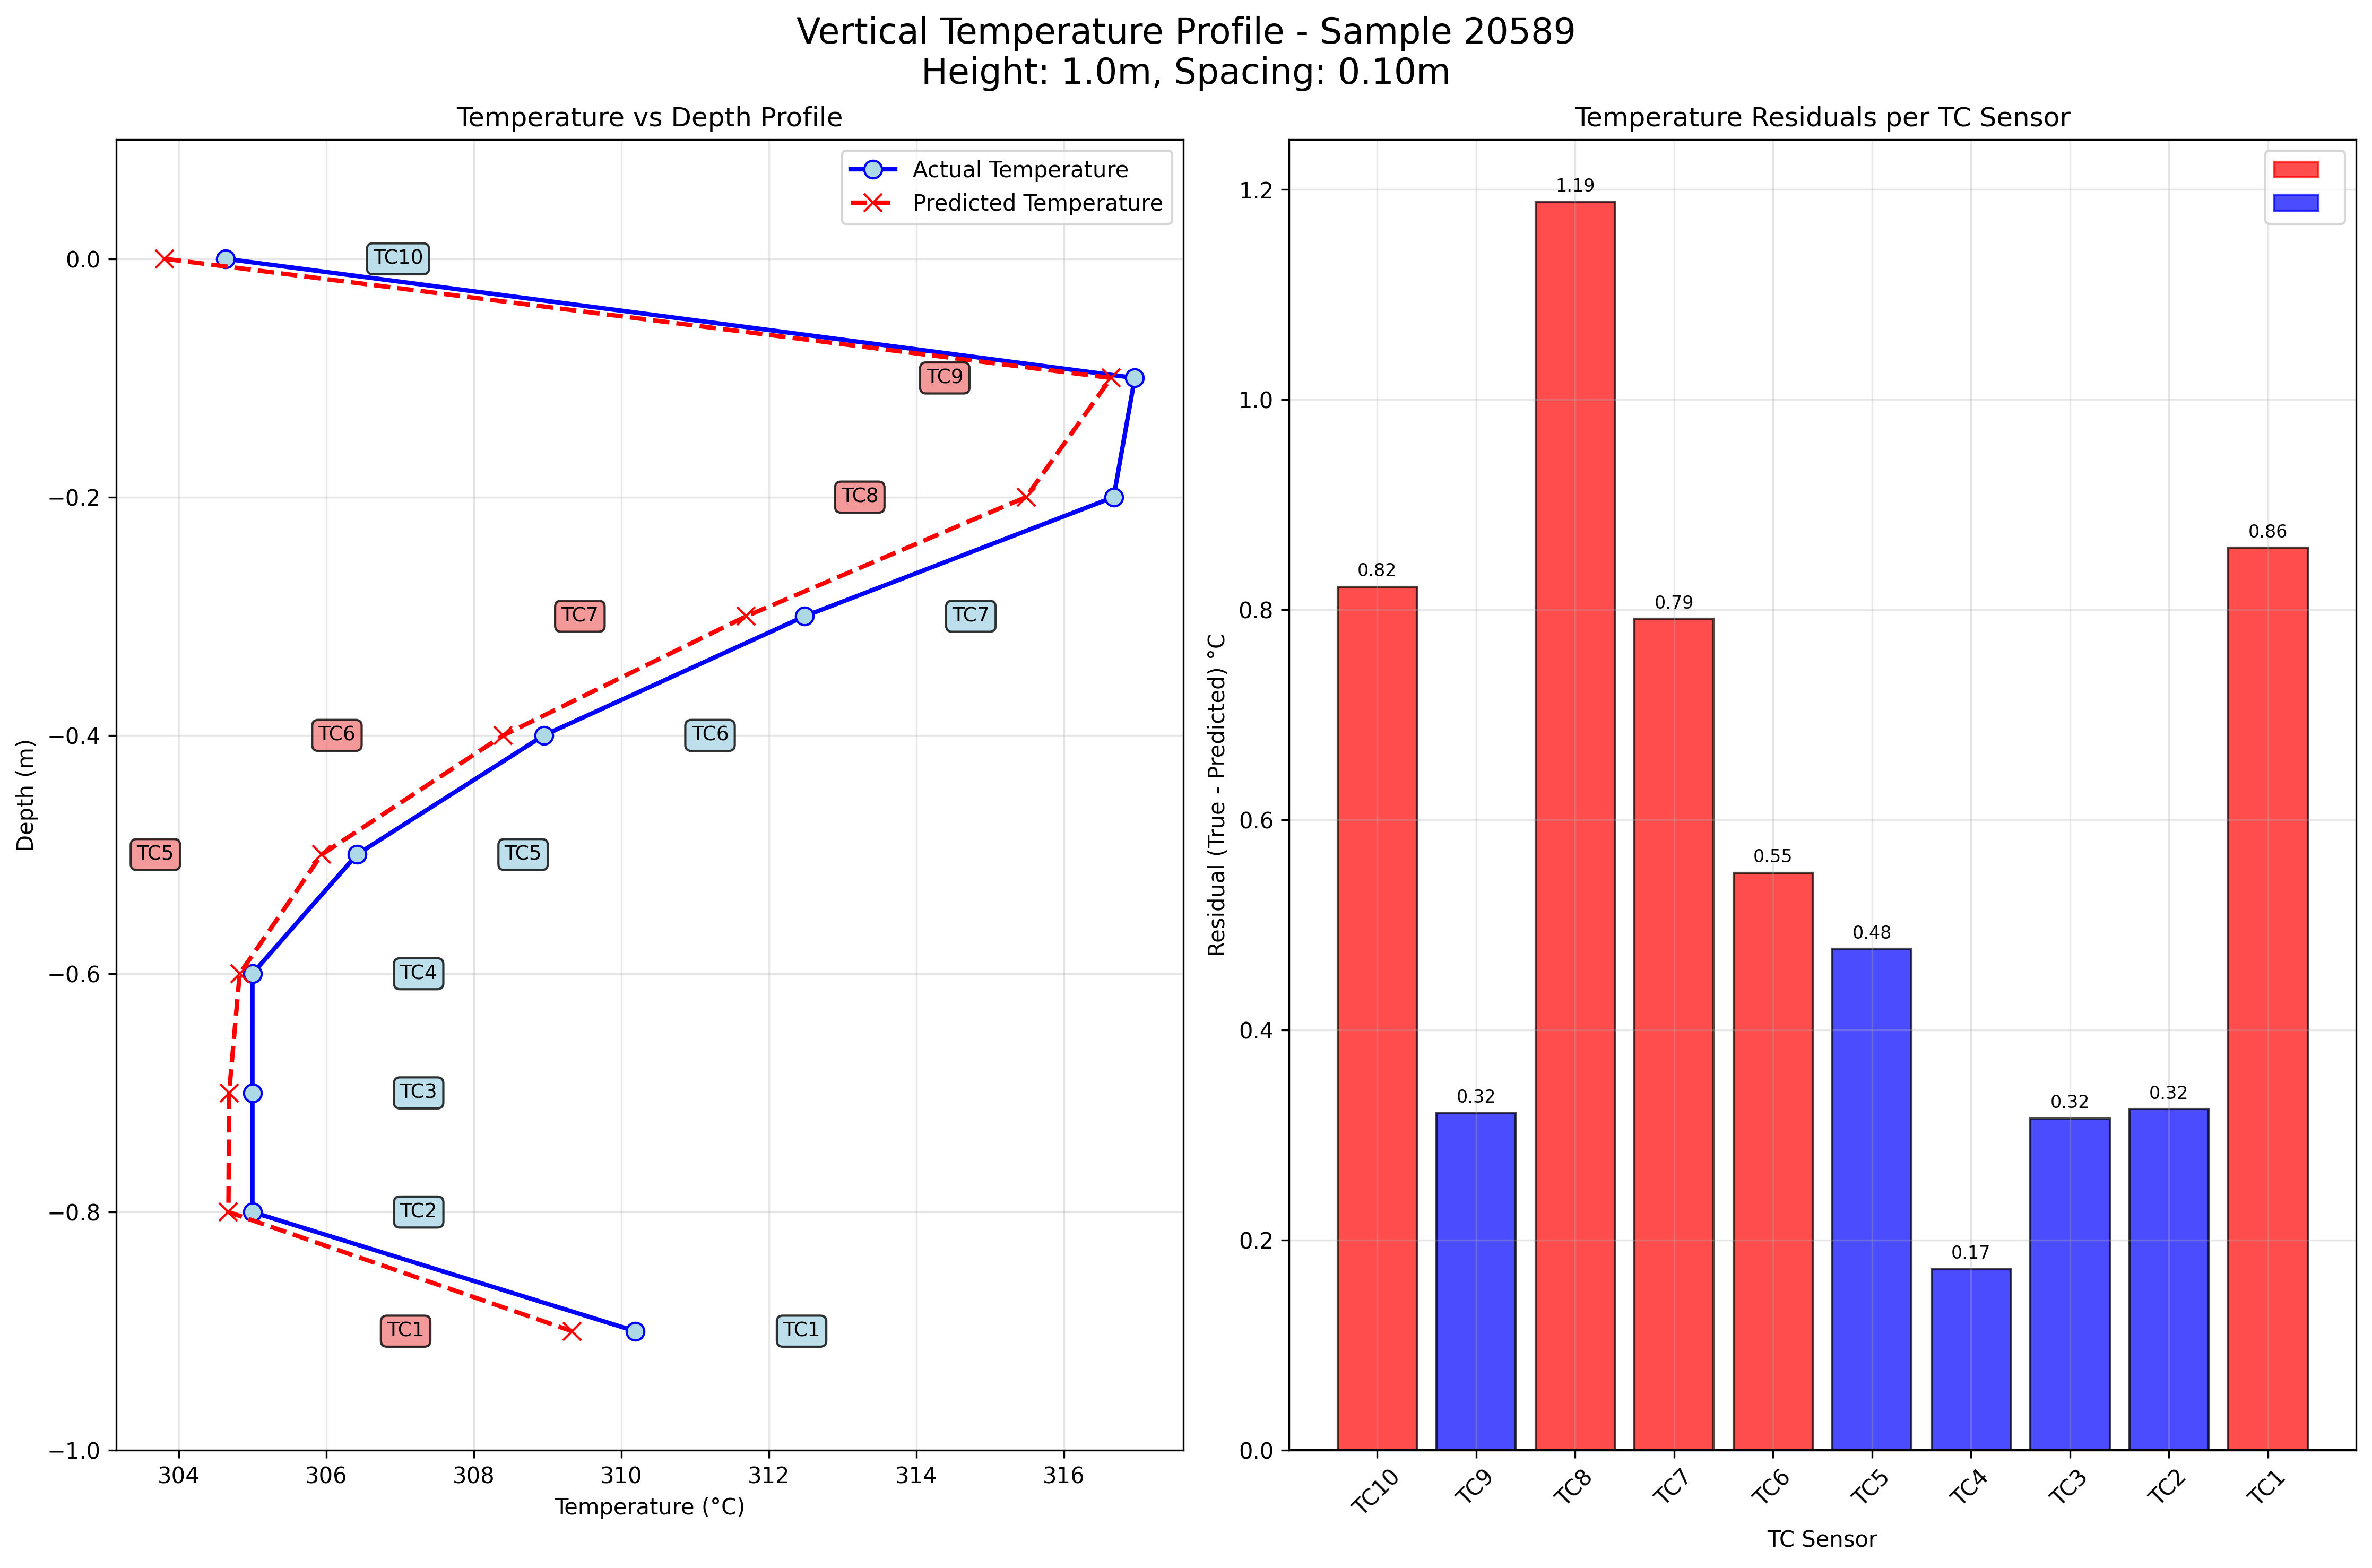 Vertical Temperature Profile - Sample 20589
Height: 1.0m, Spacing: 0.10m
Temperature vs Depth Profile
Actual Temperature
Predicted Temperature
0.0
−0.2
−0.4
−0.6
−0.8
−1.0
Depth (m)
TC10
TC9
TC8
TC7
TC7
TC6
TC6
TC5
TC5
TC4
TC3
TC2
TC1
TC1
304
306
308
310
312
314
316
Temperature (°C)
Temperature Residuals per TC Sensor
1.2
1.0
0.8
0.6
0.4
0.2
0.0
Residual (True - Predicted) °C
0.82
0.32
1.19
0.79
0.55
0.48
0.17
0.32
0.32
0.86
TC10
TC9
TC8
TC7
TC6
TC5
TC4
TC3
TC2
TC1
TC Sensor